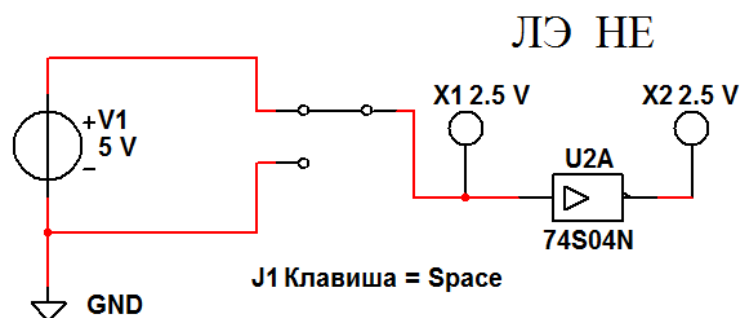 ЛЭ НЕ
X1 2.5 V
X2 2.5 V
+V1
5 V
–
U2A
74S04N
J1 Клавиша = Space
GND